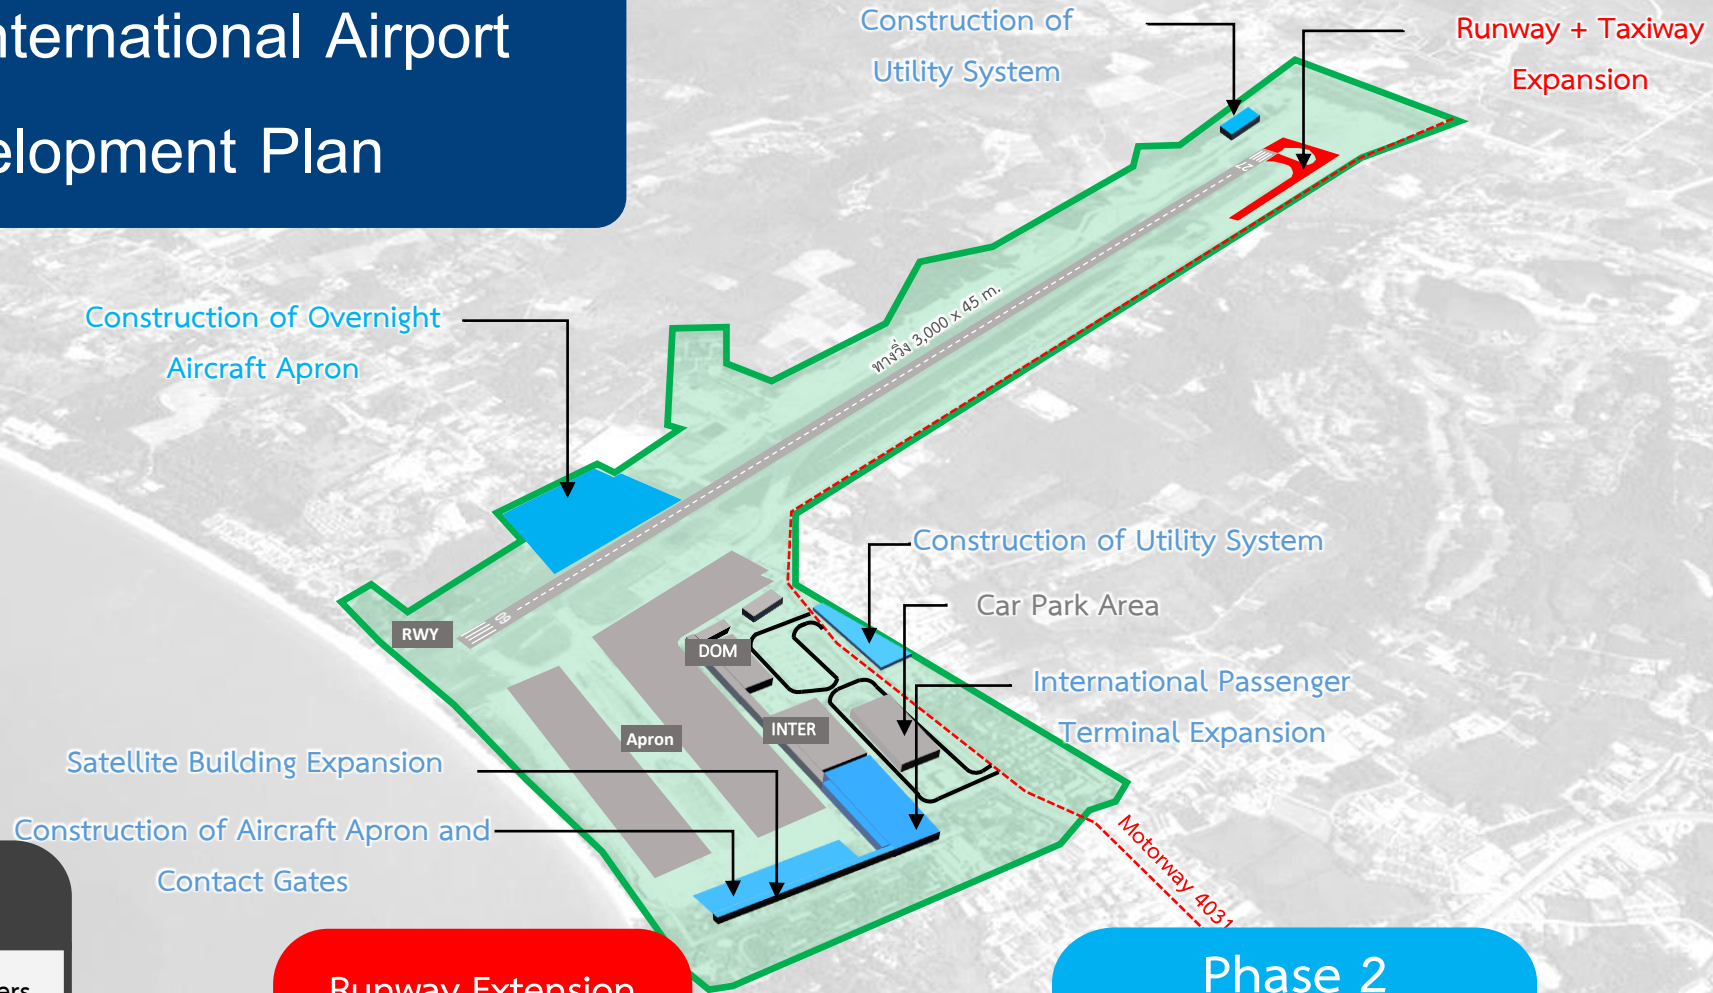 nternational Airport
elopment Plan
Construction of
Utility System
Runway + Taxiway
Expansion
21
ทางวิ่ง 3,000 x 45 m.
Construction of Overnight
Aircraft Apron
Construction of Utility System
Car Park Area
RWY
DOM
International Passenger
Terminal Expansion
INTER
Apron
Satellite Building Expansion
Construction of Aircraft Apron and
Contact Gates
Motorway 4031
Runway Extension
Phase 2
ers